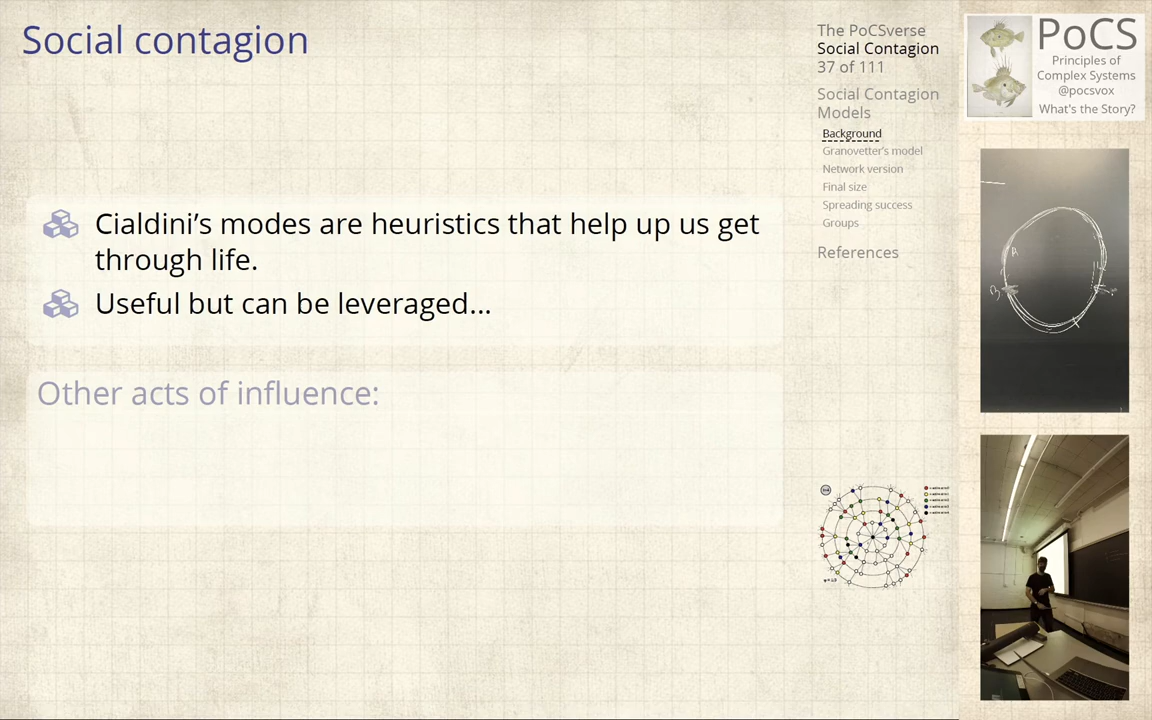 Social contagion
Cialdini's modes are heuristics that help up us get
through life.
Useful but can be leveraged...
Other acts of influence:
The PoCSverse
Social Contagion
37 of 111
Social Contagion
Models
Background
Granovetter's model
Network version
Final size
Spreading success
Groups
References
PoCS
Principles of
Complex Systems
@pocsvox
What's the Story?